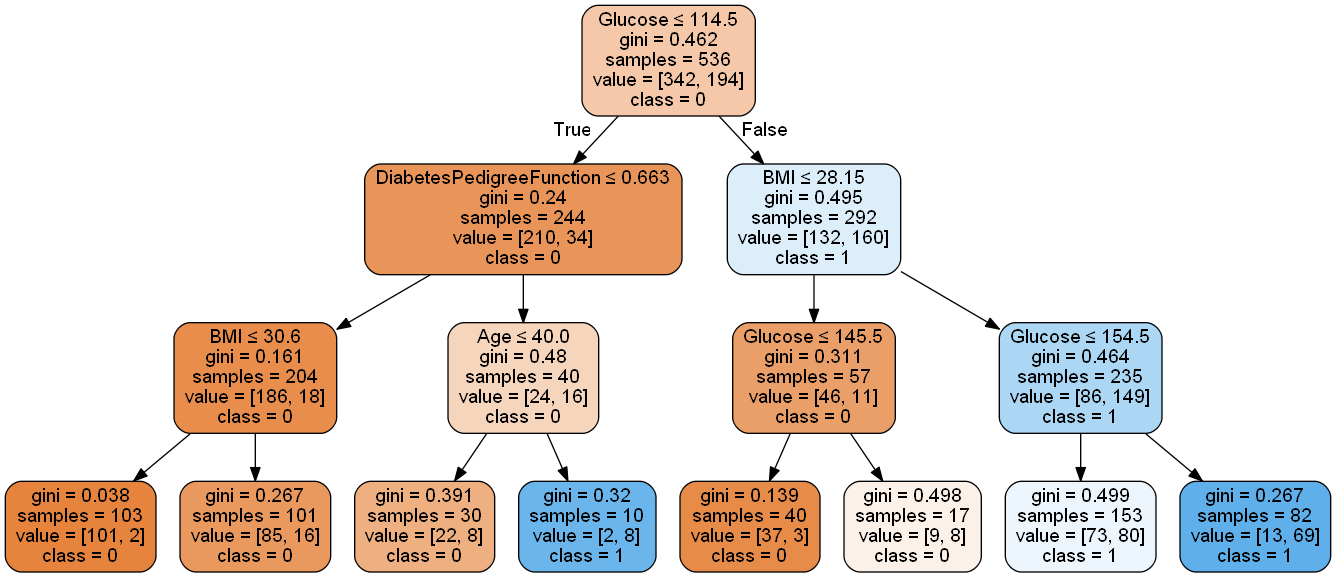 Glucose ≤ 114.5
gini = 0.462
samples = 536
value = [342, 194]
class = 0
True
False
DiabetesPedigreeFunction ≤ 0.663
gini = 0.24
samples = 244
value = [210, 34]
class = 0
BMI ≤ 28.15
gini = 0.495
samples = 292
value = [132, 160]
class = 1
BMI ≤ 30.6
gini = 0.161
samples = 204
value = [186, 18]
class = 0
Age ≤ 40.0
gini = 0.48
samples = 40
value = [24, 16]
class = 0
Glucose ≤ 145.5
gini = 0.311
samples = 57
value = [46, 11]
class = 0
Glucose ≤ 154.5
gini = 0.464
samples = 235
value = [86, 149]
class = 1
gini = 0.038
samples = 103
value = [101, 2]
class = 0
gini = 0.267
samples = 101
value = [85, 16]
class = 0
gini = 0.391
samples = 30
value = [22, 8]
class = 0
gini = 0.32
samples = 10
value = [2, 8]
class = 1
gini = 0.139
samples = 40
value = [37, 3]
class = 0
gini = 0.498
samples = 17
value = [9, 8]
class = 0
gini = 0.499
samples = 153
value = [73, 80]
class = 1
gini = 0.267
samples = 82
value = [13, 69]
class = 1